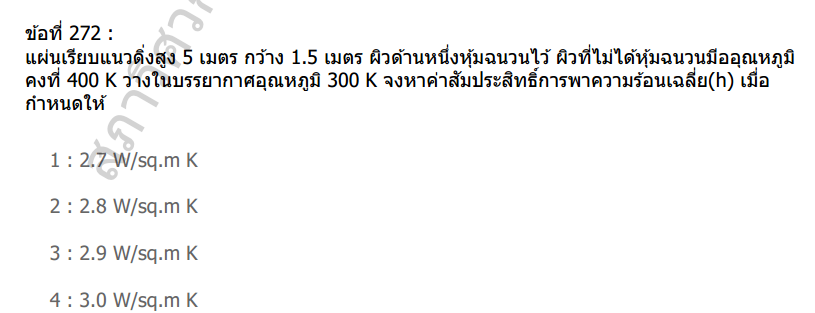 ข้อที่ 272 :
แผ่นเรียบแนวดิ่งสูง 5 เมตร กว้าง 1.5 เมตร ผิวด้านหนึ่งหุ้มฉนวนไว้ ผิวที่ไม่ได้หุ้มฉนวนมีออุณหภูมิ
คงที่ 400 K วางในบรรยากาศอุณหภูมิ 300 K จงหาค่าสัมประสิทธิ์การพาความร้อนเฉลี่ย(h) เมื่อ
กำหนดให้
1 : 2.7 W/sq.m K
2 : 2.8 W/sq.m K
3 : 2.9 W/sq.m K
4 : 3.0 W/sq.m K